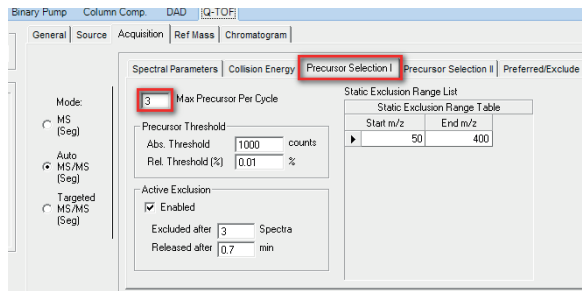 Binary Pump Column Comp. DAD Q-TOF
General Source Acquisition Ref Mass Chromatogram
Spectral Parameters Collision Energy Precursor Selection I Precursor Selection II Preferred/Exclude
Mode:
MS
(Seg)
Auto
MS/MS
(Seg)
Targeted
MS/MS
(Seg)
3 Max Precursor Per Cycle
Precursor Threshold
Abs. Threshold 1000 counts
Rel. Threshold (%) 0.01 %
Active Exclusion
Enabled
Excluded after 3 Spectra
Released after 0.7 min
Static Exclusion Range List
Static Exclusion Range Table
Start m/z End m/z
50 400